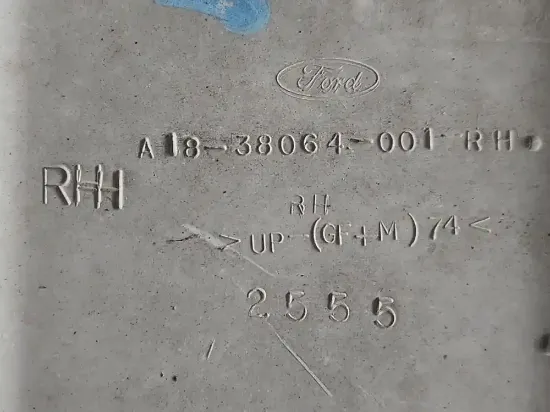 Ford
A18-38064-001 RH
RHH
RH
>UP-(GF+M)74<
2555